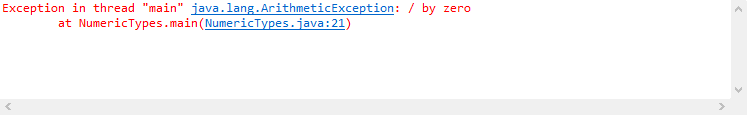 Exception in thread "main" java.lang.ArithmeticException: / by zero
at NumericTypes.main(NumericTypes.java:21)